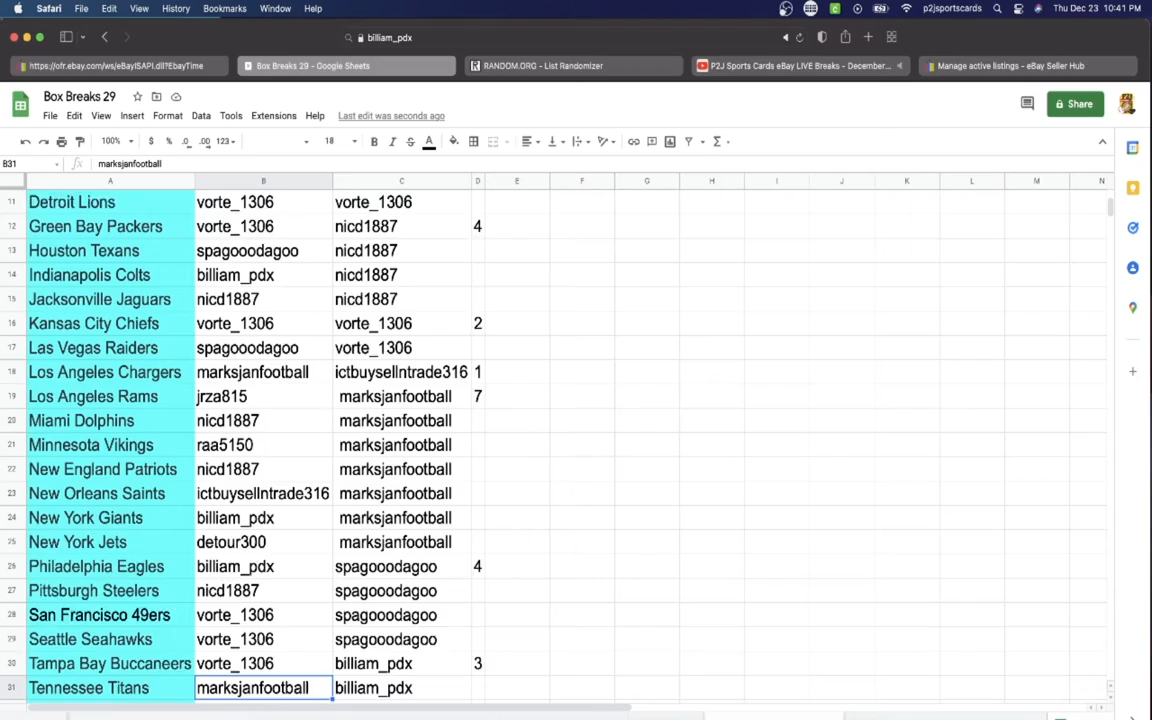 Safari File Edit View History Bookmarks Window Help p2jsportscards Thu Dec 23 10:41 PM
billiam_pdx
https://ofr.ebay.com/ws/eBayISAPI.dll?EbayTime Box Breaks 29 - Google Sheets RANDOM.ORG - List Randomizer P2J Sports Cards eBay LIVE Breaks - December... Manage active listings - eBay Seller Hub
Box Breaks 29
Share
File Edit View Insert Format Data Tools Extensions Help Last edit was seconds ago
100% $ % .0 .00 123 18 B I S A
B31 fx marksjanfootball
A B C D E F G H I J K L M N
11 Detroit Lions vorte_1306 vorte_1306
12 Green Bay Packers vorte_1306 nicd1887 4
13 Houston Texans spagooodagoo nicd1887
14 Indianapolis Colts billiam_pdx nicd1887
15 Jacksonville Jaguars nicd1887 nicd1887
16 Kansas City Chiefs vorte_1306 vorte_1306 2
17 Las Vegas Raiders spagooodagoo vorte_1306
18 Los Angeles Chargers marksjanfootball ictbuysellntrade316 1
19 Los Angeles Rams jrza815 marksjanfootball 7
20 Miami Dolphins nicd1887 marksjanfootball
21 Minnesota Vikings raa5150 marksjanfootball
22 New England Patriots nicd1887 marksjanfootball
23 New Orleans Saints ictbuysellntrade316 marksjanfootball
24 New York Giants billiam_pdx marksjanfootball
25 New York Jets detour300 marksjanfootball
26 Philadelphia Eagles billiam_pdx spagooodagoo 4
27 Pittsburgh Steelers nicd1887 spagooodagoo
28 San Francisco 49ers vorte_1306 spagooodagoo
29 Seattle Seahawks vorte_1306 spagooodagoo
30 Tampa Bay Buccaneers vorte_1306 billiam_pdx 3
31 Tennessee Titans marksjanfootball billiam_pdx